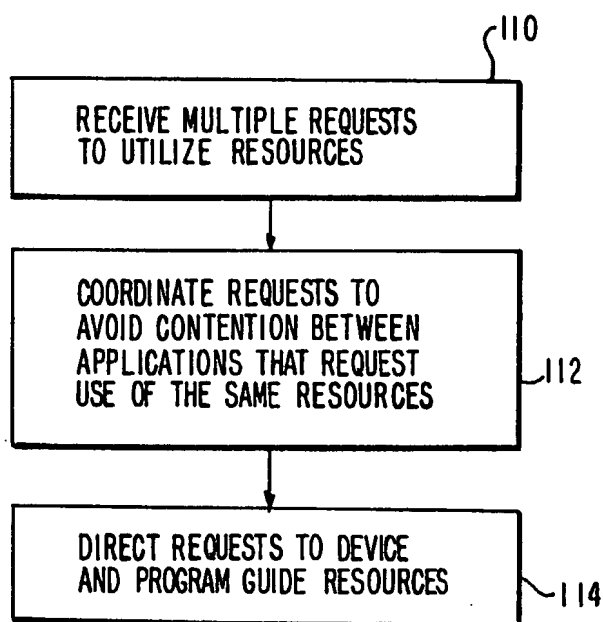 110
RECEIVE MULTIPLE REQUESTS
TO UTILIZE RESOURCES
COORDINATE REQUESTS TO
AVOID CONTENTION BETWEEN
APPLICATIONS THAT REQUEST
USE OF THE SAME RESOURCES
112
DIRECT REQUESTS TO DEVICE
AND PROGRAM GUIDE RESOURCES
114